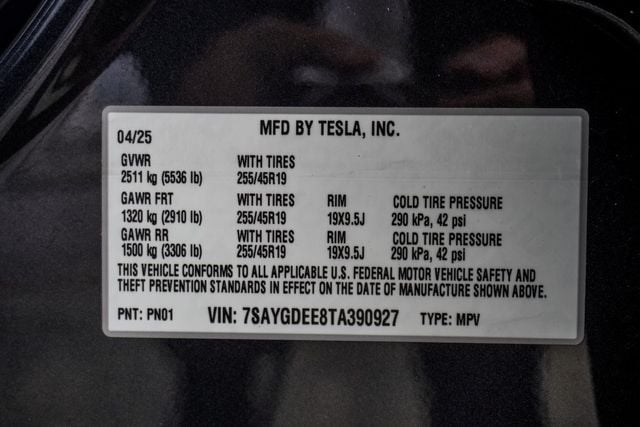 MFD BY TESLA, INC.
04/25
GVWR WITH TIRES
2511 kg (5536 lb) 255/45R19
GAWR FRT WITH TIRES RIM COLD TIRE PRESSURE
1320 kg (2910 lb) 255/45R19 19X9.5J 290 kPa, 42 psi
GAWR RR WITH TIRES RIM COLD TIRE PRESSURE
1500 kg (3306 lb) 255/45R19 19X9.5J 290 kPa, 42 psi
THIS VEHICLE CONFORMS TO ALL APPLICABLE U.S. FEDERAL MOTOR VEHICLE SAFETY AND
THEFT PREVENTION STANDARDS IN EFFECT ON THE DATE OF MANUFACTURE SHOWN ABOVE.
PNT: PN01 VIN: 7SAYGDEE8TA390927 TYPE: MPV